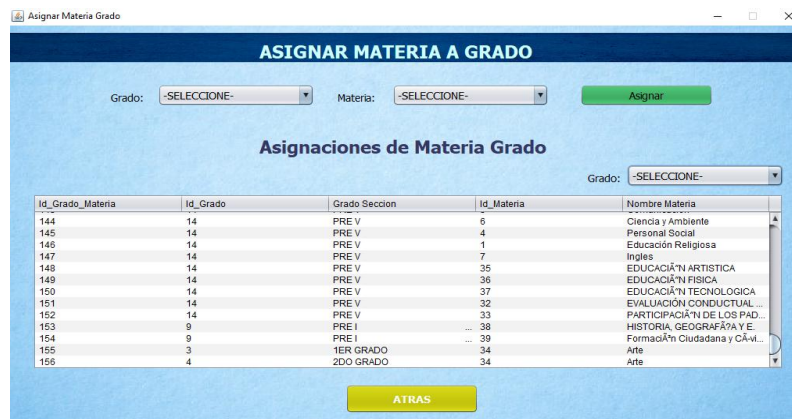 Asignar Materia Grado
ASIGNAR MATERIA A GRADO
Grado: -SELECCIONE- Materia: -SELECCIONE- Asignar
Asignaciones de Materia Grado
Grado: -SELECCIONE-
Id_Grado_Materia Id_Grado Grado Seccion Id_Materia Nombre Materia
144 14 PRE V 6 Ciencia y Ambiente
145 14 PRE V 4 Personal Social
146 14 PRE V 1 Educación Religiosa
147 14 PRE V 7 Ingles
148 14 PRE V 35 EDUCACIÃ“N ARTISTICA
149 14 PRE V 36 EDUCACIÃ“N FISICA
150 14 PRE V 37 EDUCACIÃ“N TECNOLOGICA
151 14 PRE V 32 EVALUACIÓN CONDUCTUAL ...
152 14 PRE V 33 PARTICIPACIÃ“N DE LOS PAD...
153 9 PRE I ... 38 HISTORIA, GEOGRAFÃ?A Y E.
154 9 PRE I ... 39 FormaciÃ³n Ciudadana y CÃ-vi...
155 3 1ER GRADO 34 Arte
156 4 2DO GRADO 34 Arte
ATRAS